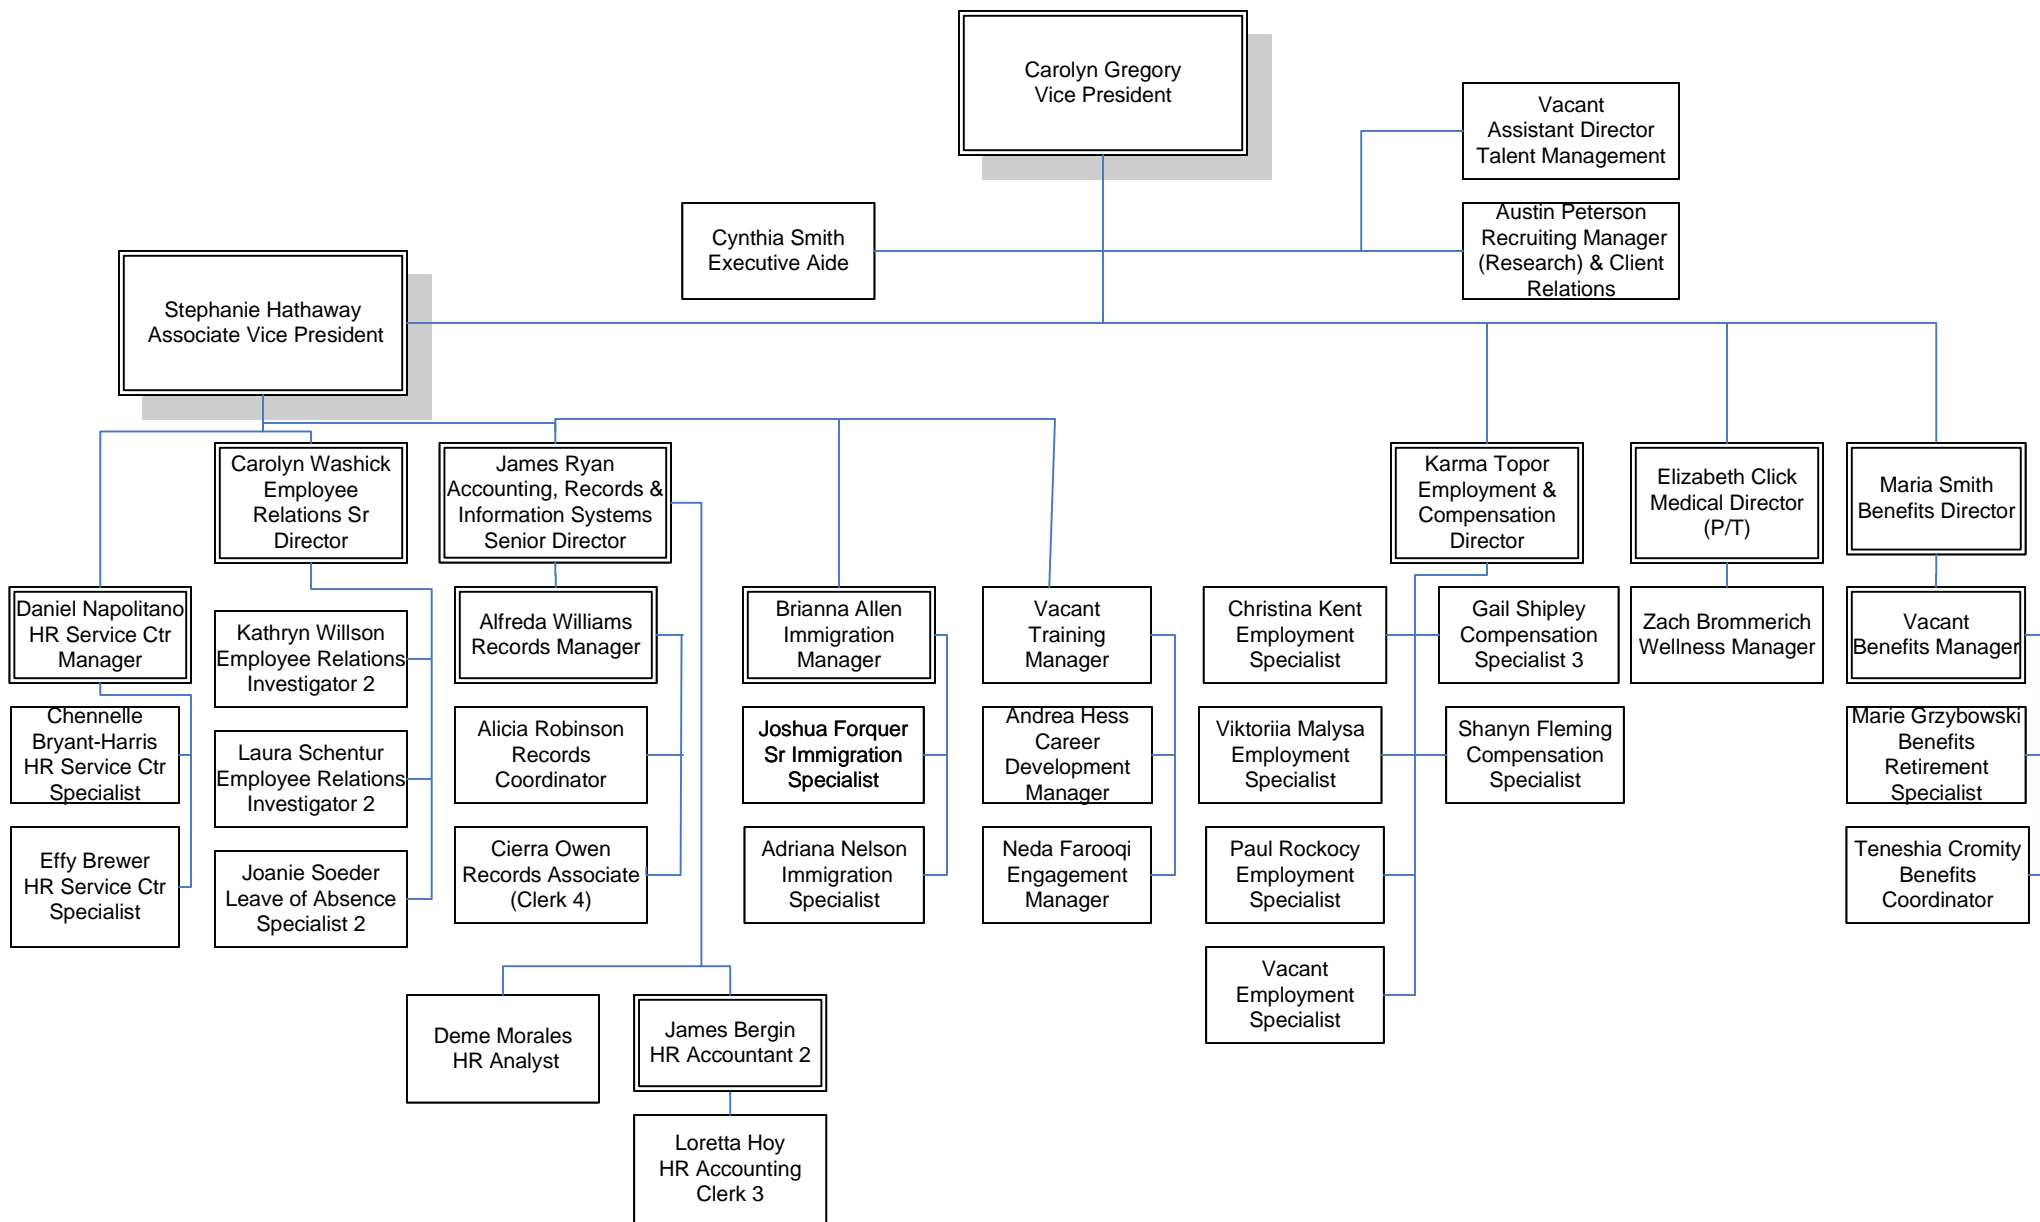 Carolyn Gregory
Vice President
Vacant
Assistant Director
Talent Management
Cynthia Smith
Executive Aide
Austin Peterson
Recruiting Manager
(Research) & Client
Relations
Stephanie Hathaway
Associate Vice President
Carolyn Washick
Employee
Relations Sr
Director
James Ryan
Accounting, Records &
Information Systems
Senior Director
Karma Topor
Employment &
Compensation
Director
Elizabeth Click
Medical Director
(P/T)
Maria Smith
Benefits Director
Daniel Napolitano
HR Service Ctr
Manager
Kathryn Willson
Employee Relations
Investigator 2
Alfreda Williams
Records Manager
Brianna Allen
Immigration
Manager
Vacant
Training
Manager
Christina Kent
Employment
Specialist
Gail Shipley
Compensation
Specialist 3
Zach Brommerich
Wellness Manager
Vacant
Benefits Manager
Chennelle
Bryant-Harris
HR Service Ctr
Specialist
Laura Schentur
Employee Relations
Investigator 2
Alicia Robinson
Records
Coordinator
Joshua Forquer
Sr Immigration
Specialist
Andrea Hess
Career
Development
Manager
Viktoriia Malysa
Employment
Specialist
Shanyn Fleming
Compensation
Specialist
Marie Grzybowski
Benefits
Retirement
Specialist
Effy Brewer
HR Service Ctr
Specialist
Joanie Soeder
Leave of Absence
Specialist 2
Cierra Owen
Records Associate
(Clerk 4)
Adriana Nelson
Immigration
Specialist
Neda Farooqi
Engagement
Manager
Paul Rockocy
Employment
Specialist
Teneshia Cromity
Benefits
Coordinator
Vacant
Employment
Specialist
Deme Morales
HR Analyst
James Bergin
HR Accountant 2
Loretta Hoy
HR Accounting
Clerk 3